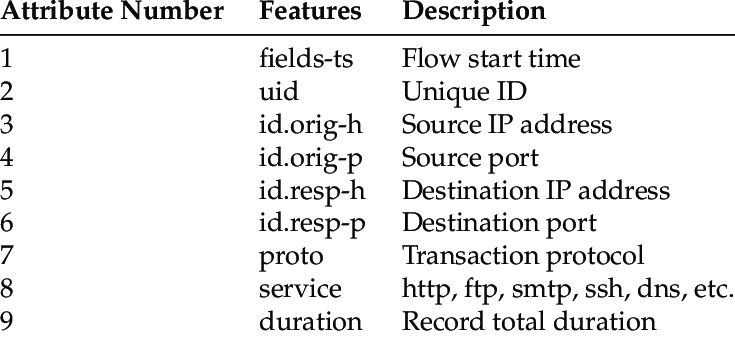 Attribute Number Features Description
1 fields-ts Flow start time
2 uid Unique ID
3 id.orig-h Source IP address
4 id.orig-p Source port
5 id.resp-h Destination IP address
6 id.resp-p Destination port
7 proto Transaction protocol
8 service http, ftp, smtp, ssh, dns, etc.
9 duration Record total duration